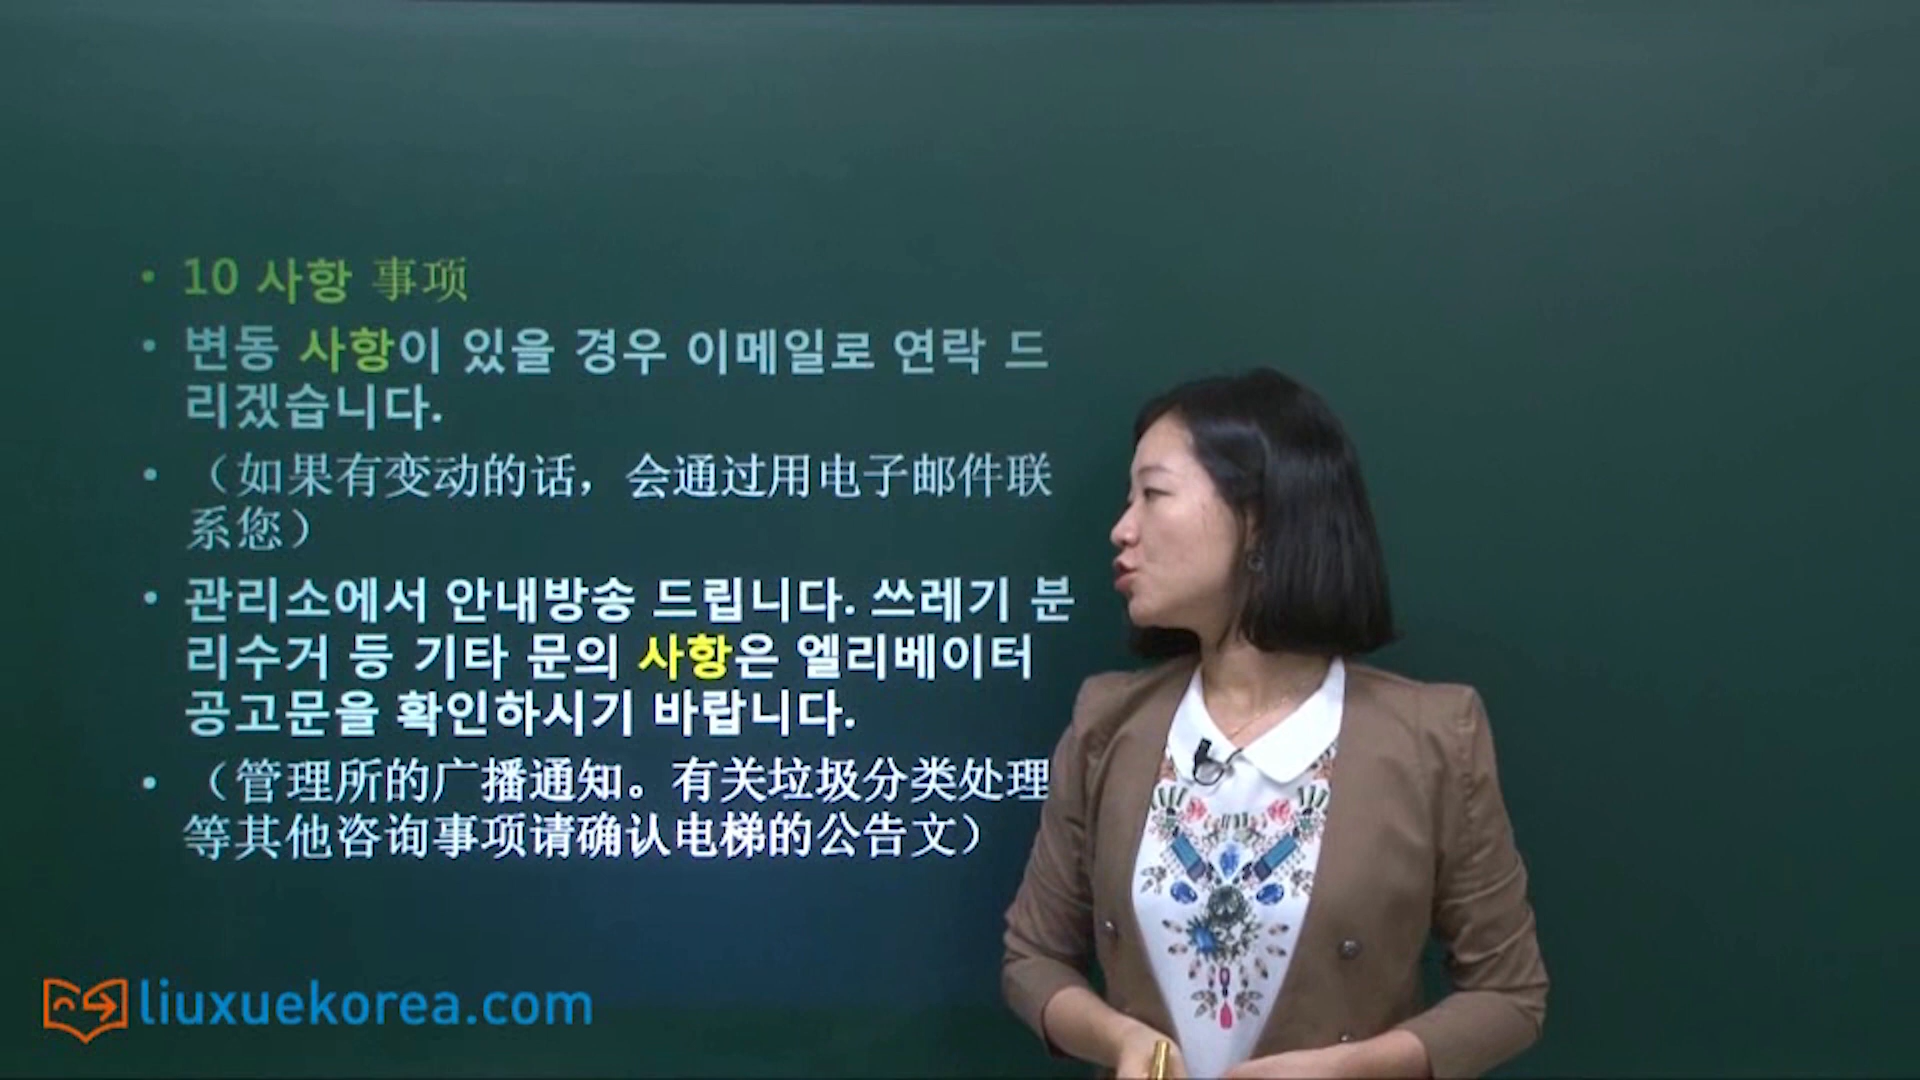 • 10 사항 事项
• 변동 사항이 있을 경우 이메일로 연락 드
리겠습니다.
• （如果有变动的话，会通过用电子邮件联
系您）
• 관리소에서 안내방송 드립니다. 쓰레기 분
리수거 등 기타 문의 사항은 엘리베이터
공고문을 확인하시기 바랍니다.
• （管理所的广播通知。有关垃圾分类处理
等其他咨询事项请确认电梯的公告文）
liuxuekorea.com